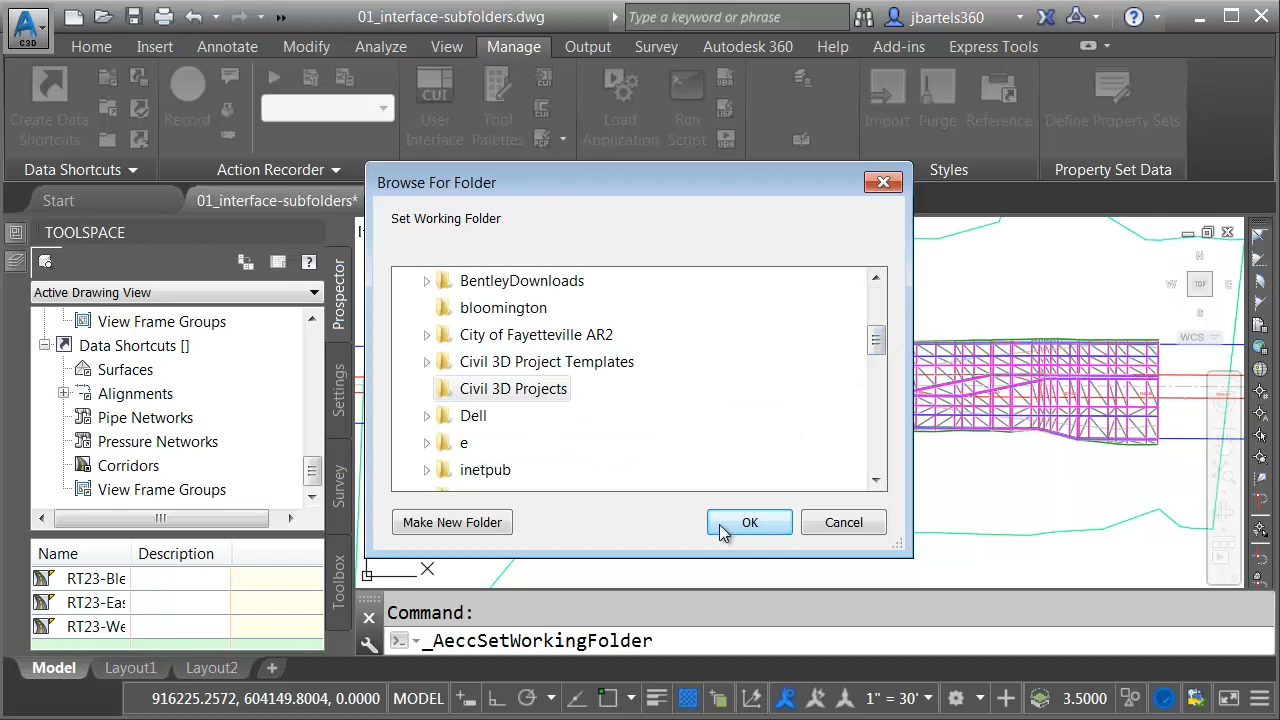 01_interface-subfolders.dwg
Type a keyword or phrase
jbartels360
C3D
Home Insert Annotate Modify Analyze View Manage Output Survey Autodesk 360 Help Add-ins Express Tools
Create Data Shortcuts
Record
CUI
User Interface
Tool Palettes
Load Application
Run Script
Import
Purge
Reference
Define Property Sets
Data Shortcuts
Action Recorder
Styles
Property Set Data
Start
01_interface-subfolders*
TOOLSPACE
Active Drawing View
View Frame Groups
Data Shortcuts []
Surfaces
Alignments
Pipe Networks
Pressure Networks
Corridors
View Frame Groups
Prospector
Settings
Survey
Toolbox
Name Description
RT23-Ble
RT23-Eas
RT23-We
Browse For Folder
Set Working Folder
BentleyDownloads
bloomington
City of Fayetteville AR2
Civil 3D Project Templates
Civil 3D Projects
Dell
e
inetpub
Make New Folder
OK
Cancel
N
W TOP E
S
WCS
X
Command:
_AeccSetWorkingFolder
Model Layout1 Layout2 +
916225.2572, 604149.8004, 0.0000 MODEL 1" = 30' 3.5000